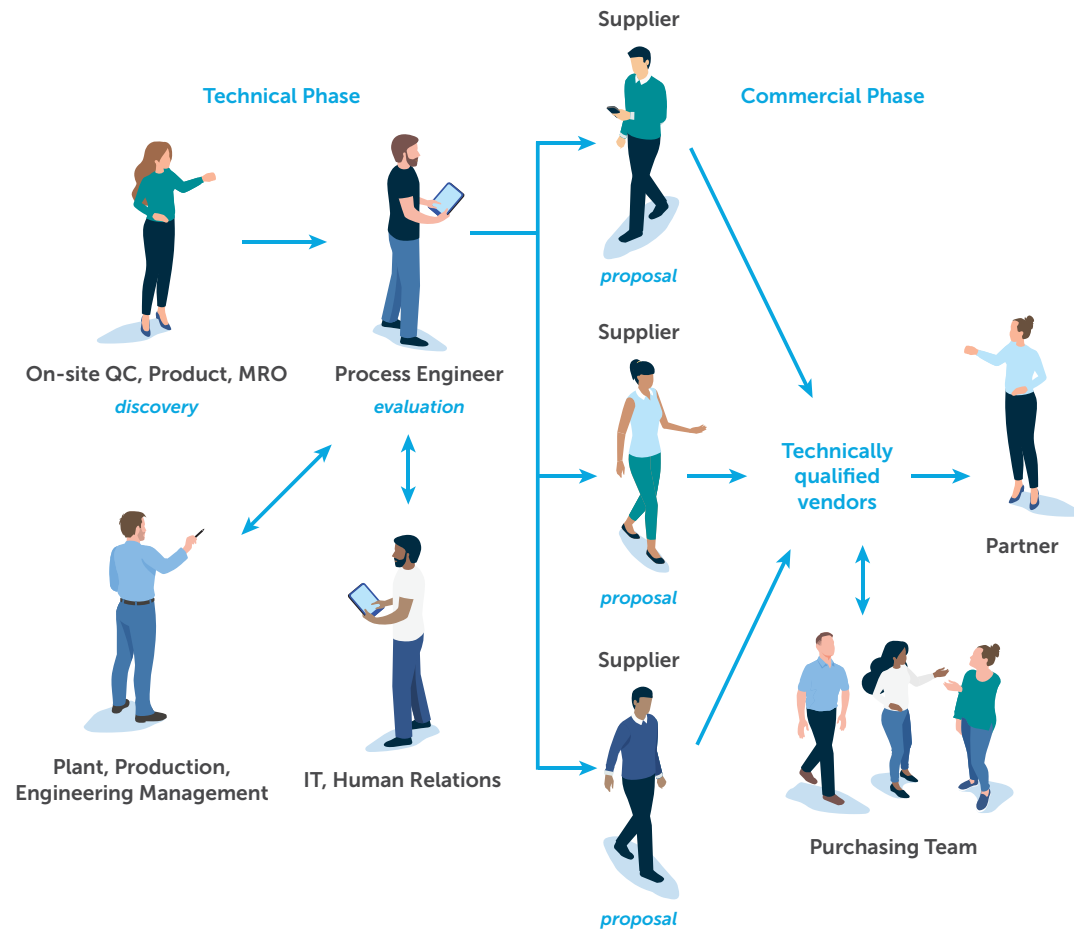 Technical Phase
Commercial Phase
On-site QC, Product, MRO
discovery
Process Engineer
evaluation
Plant, Production,
Engineering Management
IT, Human Relations
Supplier
proposal
Supplier
proposal
Supplier
proposal
Technically
qualified
vendors
Partner
Purchasing Team